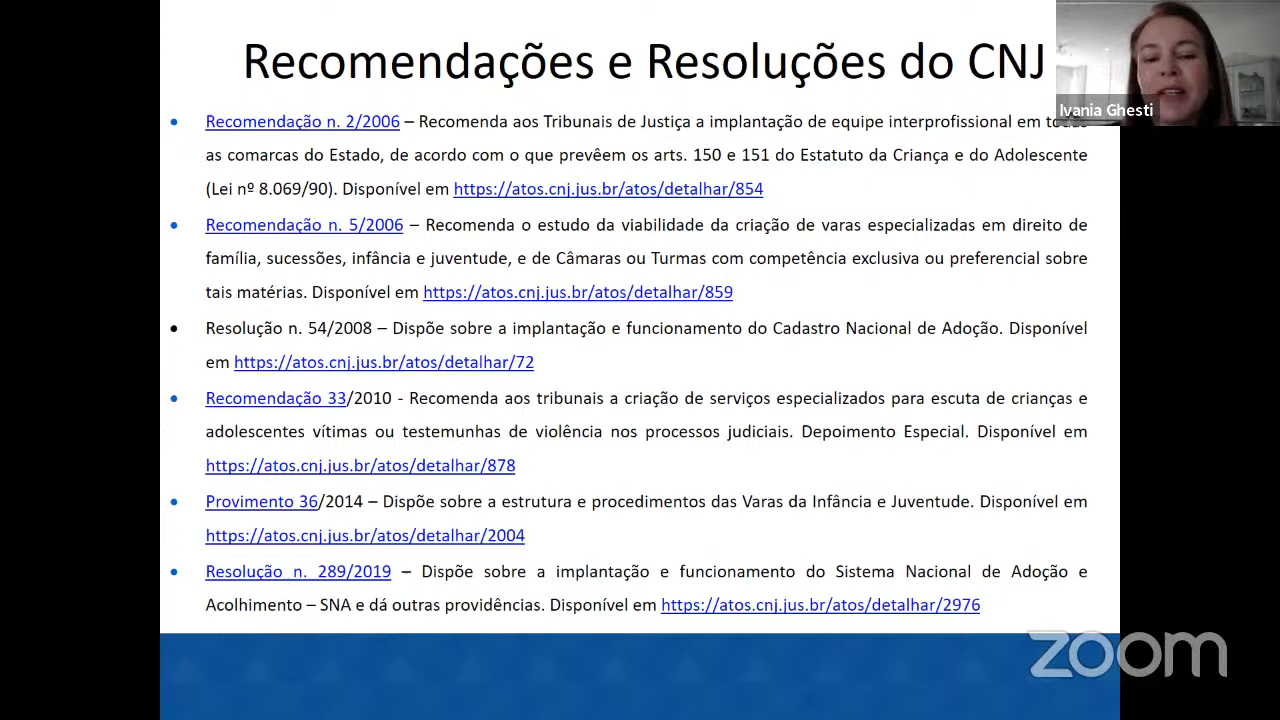 Recomendações e Resoluções do CNJ
Ivania Ghesti
• Recomendação n. 2/2006 – Recomenda aos Tribunais de Justiça a implantação de equipe interprofissional em
as comarcas do Estado, de acordo com o que prevêem os arts. 150 e 151 do Estatuto da Criança e do Adolescente
(Lei nº 8.069/90). Disponível em https://atos.cnj.jus.br/atos/detalhar/854
• Recomendação n. 5/2006 – Recomenda o estudo da viabilidade da criação de varas especializadas em direito de
família, sucessões, infância e juventude, e de Câmaras ou Turmas com competência exclusiva ou preferencial sobre
tais matérias. Disponível em https://atos.cnj.jus.br/atos/detalhar/859
• Resolução n. 54/2008 – Dispõe sobre a implantação e funcionamento do Cadastro Nacional de Adoção. Disponível
em https://atos.cnj.jus.br/atos/detalhar/72
• Recomendação 33/2010 - Recomenda aos tribunais a criação de serviços especializados para escuta de crianças e
adolescentes vítimas ou testemunhas de violência nos processos judiciais. Depoimento Especial. Disponível em
https://atos.cnj.jus.br/atos/detalhar/878
• Provimento 36/2014 – Dispõe sobre a estrutura e procedimentos das Varas da Infância e Juventude. Disponível em
https://atos.cnj.jus.br/atos/detalhar/2004
• Resolução n. 289/2019 – Dispõe sobre a implantação e funcionamento do Sistema Nacional de Adoção e
Acolhimento – SNA e dá outras providências. Disponível em https://atos.cnj.jus.br/atos/detalhar/2976
zoom